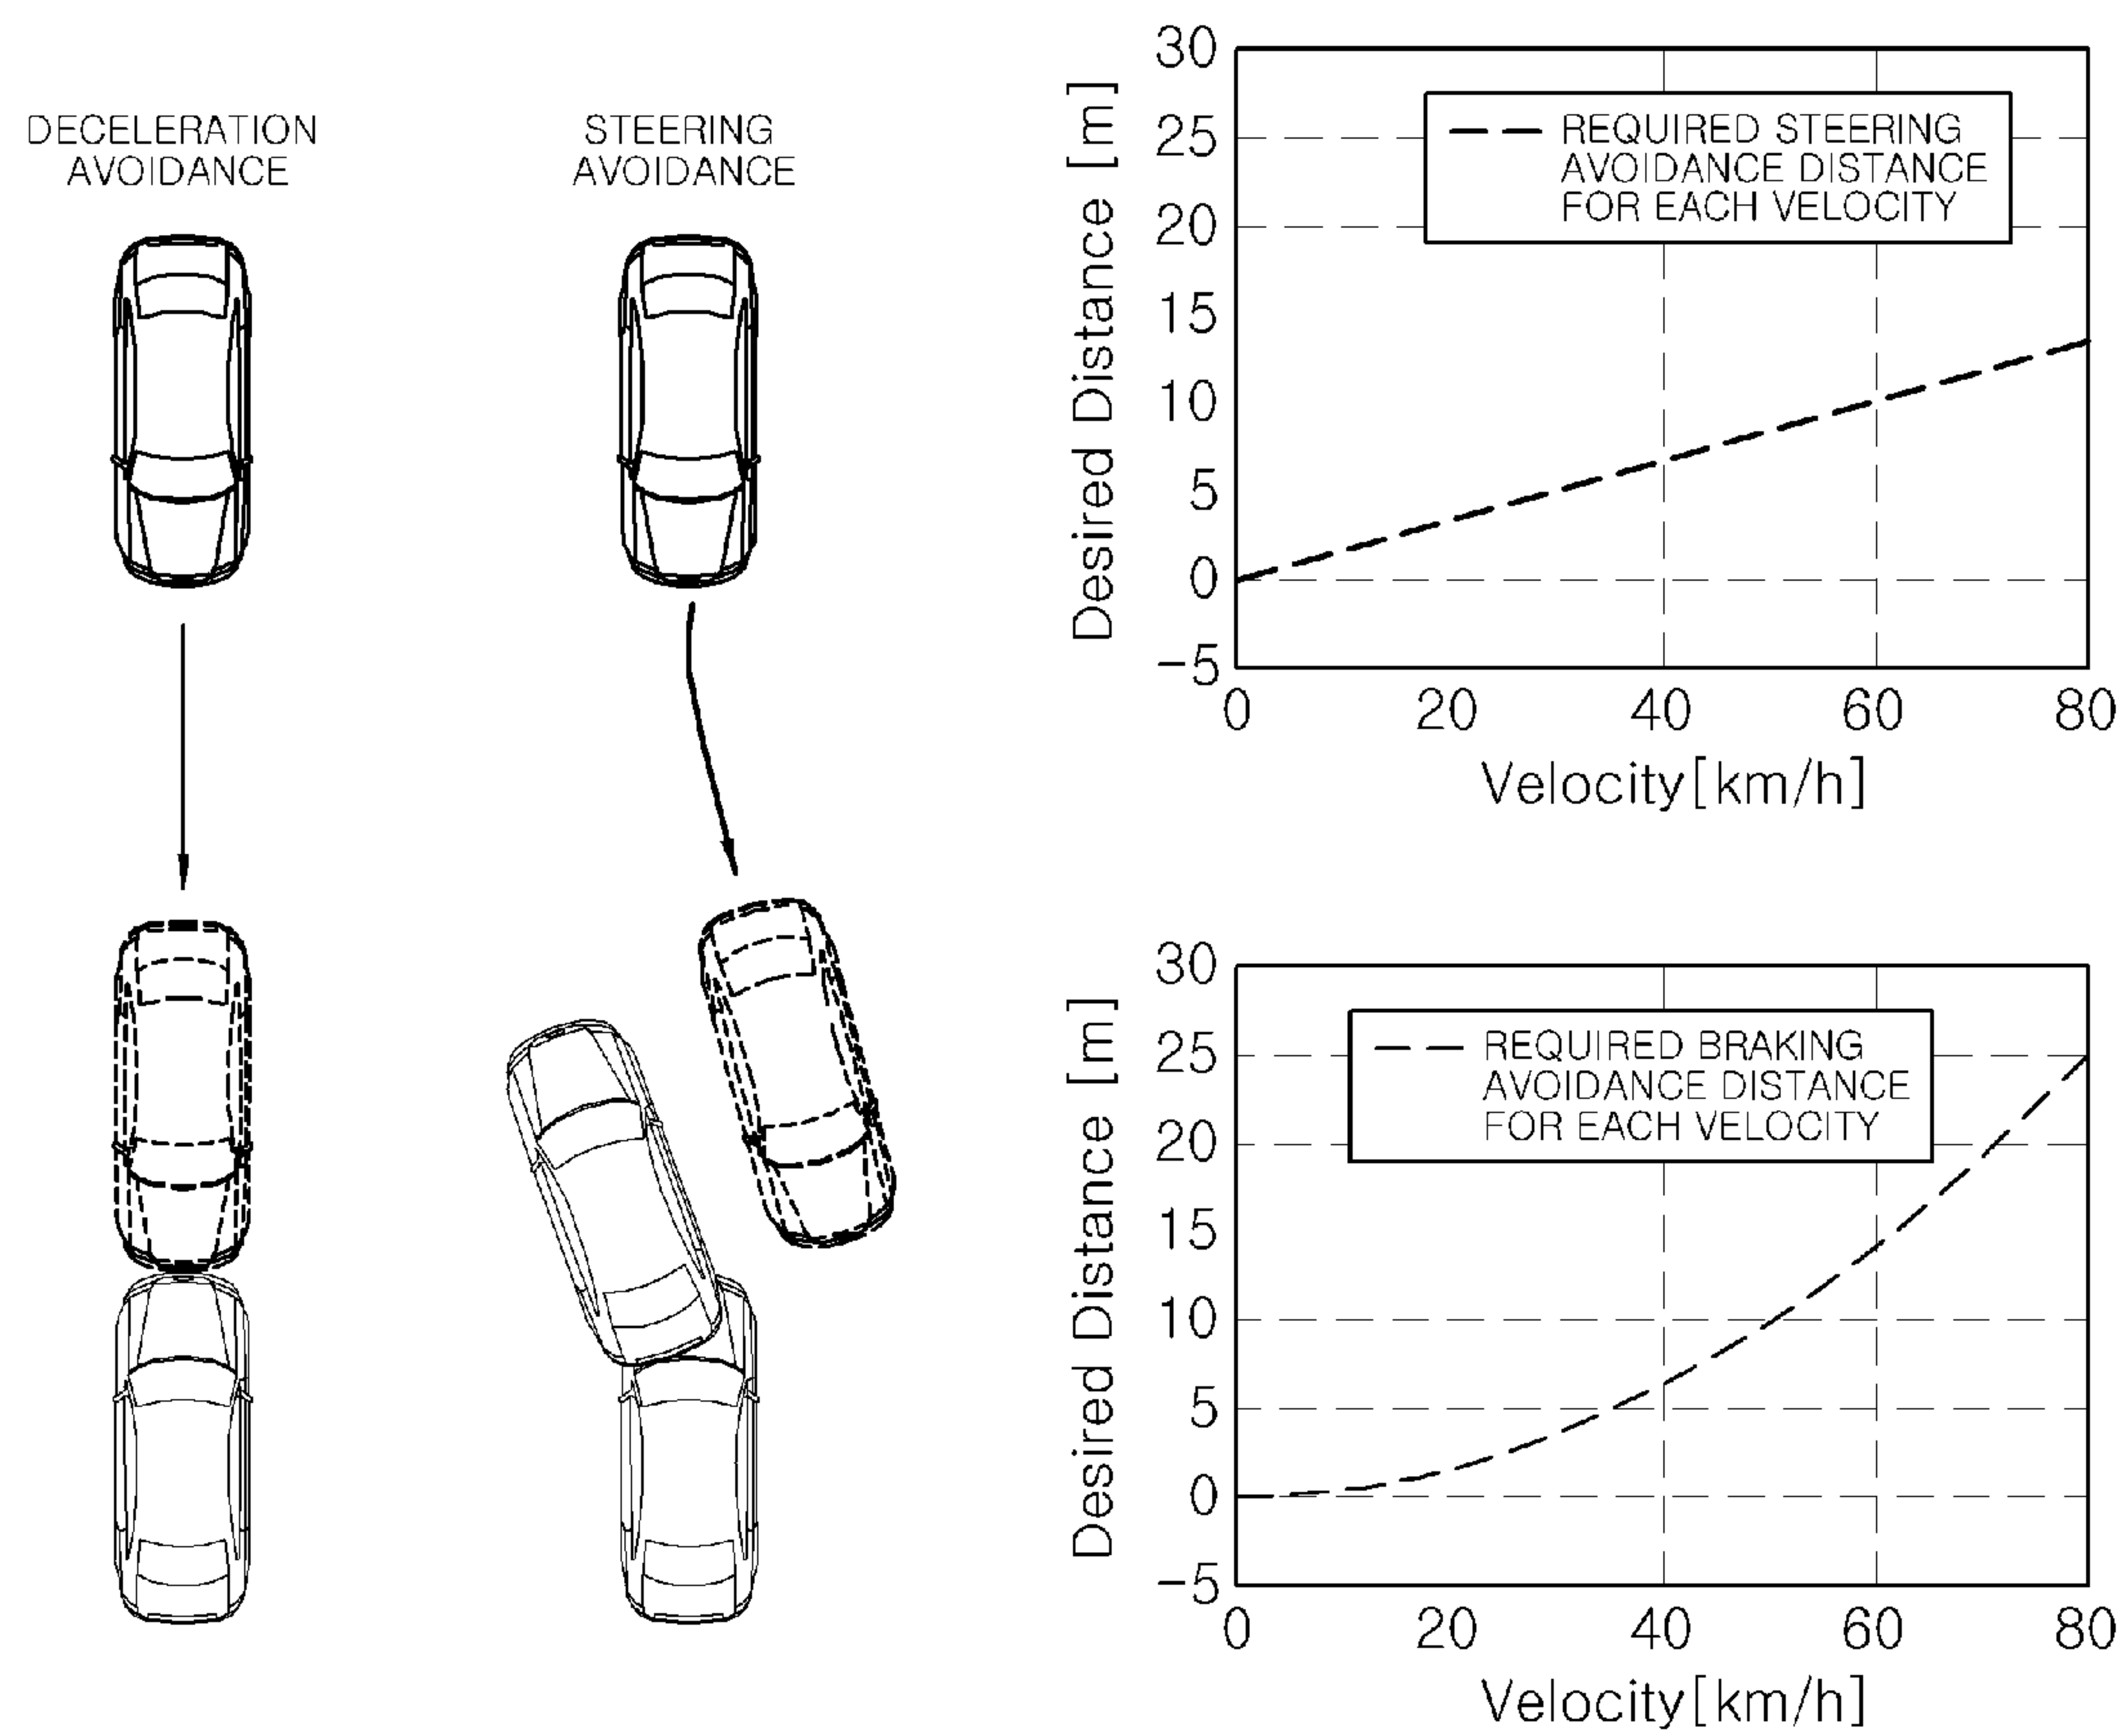 DECELERATION
AVOIDANCE
STEERING
AVOIDANCE
Desired Distance [m]
30
25
20
15
10
5
0
-5
REQUIRED STEERING
AVOIDANCE DISTANCE
FOR EACH VELOCITY
0 20 40 60 80
Velocity[km/h]
Desired Distance [m]
30
25
20
15
10
5
0
-5
REQUIRED BRAKING
AVOIDANCE DISTANCE
FOR EACH VELOCITY
0 20 40 60 80
Velocity[km/h]